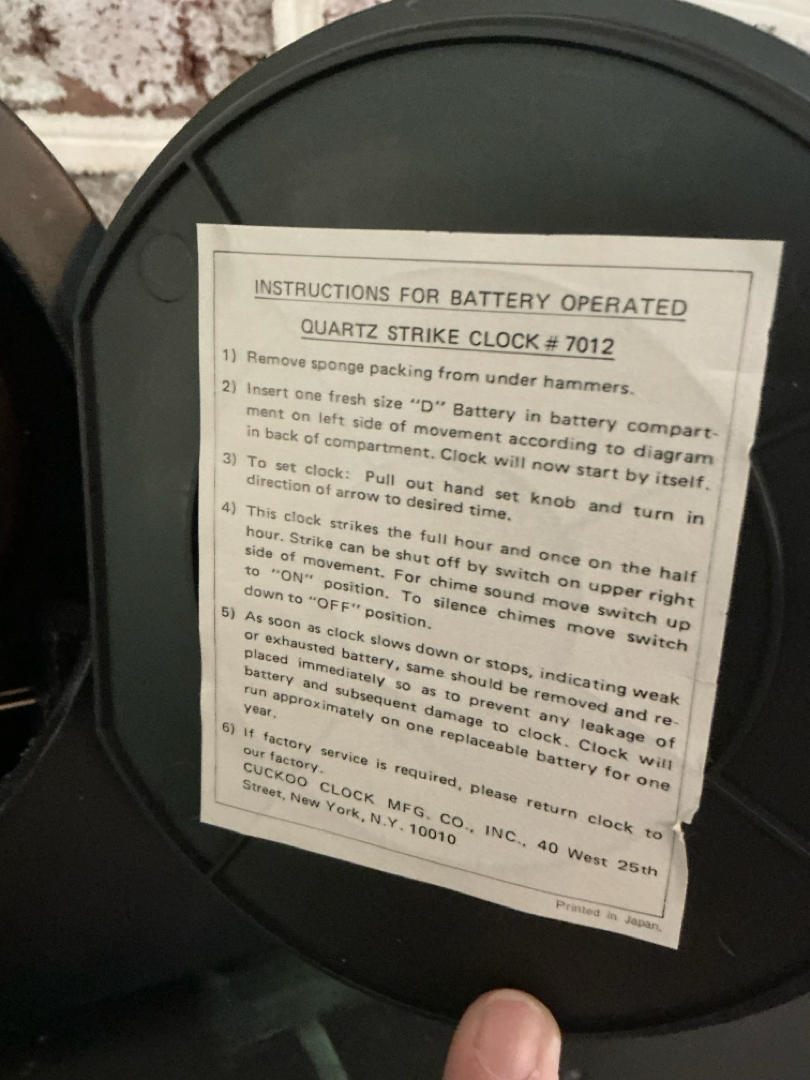 INSTRUCTIONS FOR BATTERY OPERATED
QUARTZ STRIKE CLOCK # 7012
1) Remove sponge packing from under hammers.
2) Insert one fresh size "D" Battery in battery compart-
ment on left side of movement according to diagram
in back of compartment. Clock will now start by itself.
3) To set clock: Pull out hand set knob and turn in
direction of arrow to desired time.
4) This clock strikes the full hour and once on the half
hour. Strike can be shut off by switch on upper right
side of movement. For chime sound move switch up
to "ON" position. To silence chimes move switch
down to "OFF" position.
5) As soon as clock slows down or stops, indicating weak
or exhausted battery, same should be removed and re-
placed immediately so as to prevent any leakage of
battery and subsequent damage to clock. Clock will
run approximately on one replaceable battery for one
year.
6) If factory service is required, please return clock to
our factory.
CUCKOO CLOCK MFG. CO., INC., 40 West 25th
Street, New York, N.Y. 10010
Printed in Japan.